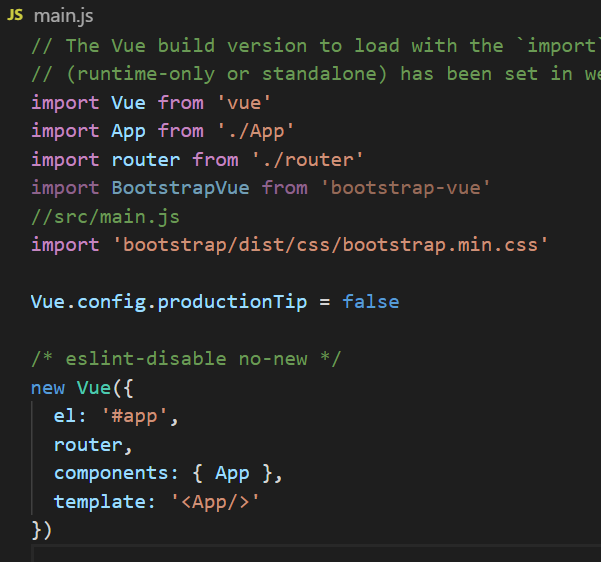 JS main.js
// The Vue build version to load with the `import`
// (runtime-only or standalone) has been set in we
import Vue from 'vue'
import App from './App'
import router from './router'
import BootstrapVue from 'bootstrap-vue'
//src/main.js
import 'bootstrap/dist/css/bootstrap.min.css'

Vue.config.productionTip = false

/* eslint-disable no-new */
new Vue({
  el: '#app',
  router,
  components: { App },
  template: '<App/>'
})